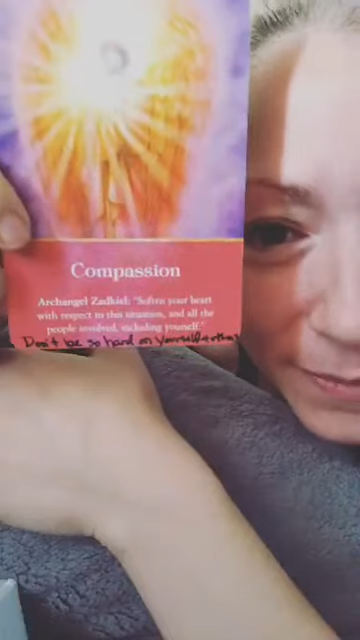 Compassion
Archangel Zadkiel: "Soften your heart
with respect to this situation, and all the
people involved, including yourself."
Don't be so hard on yourself